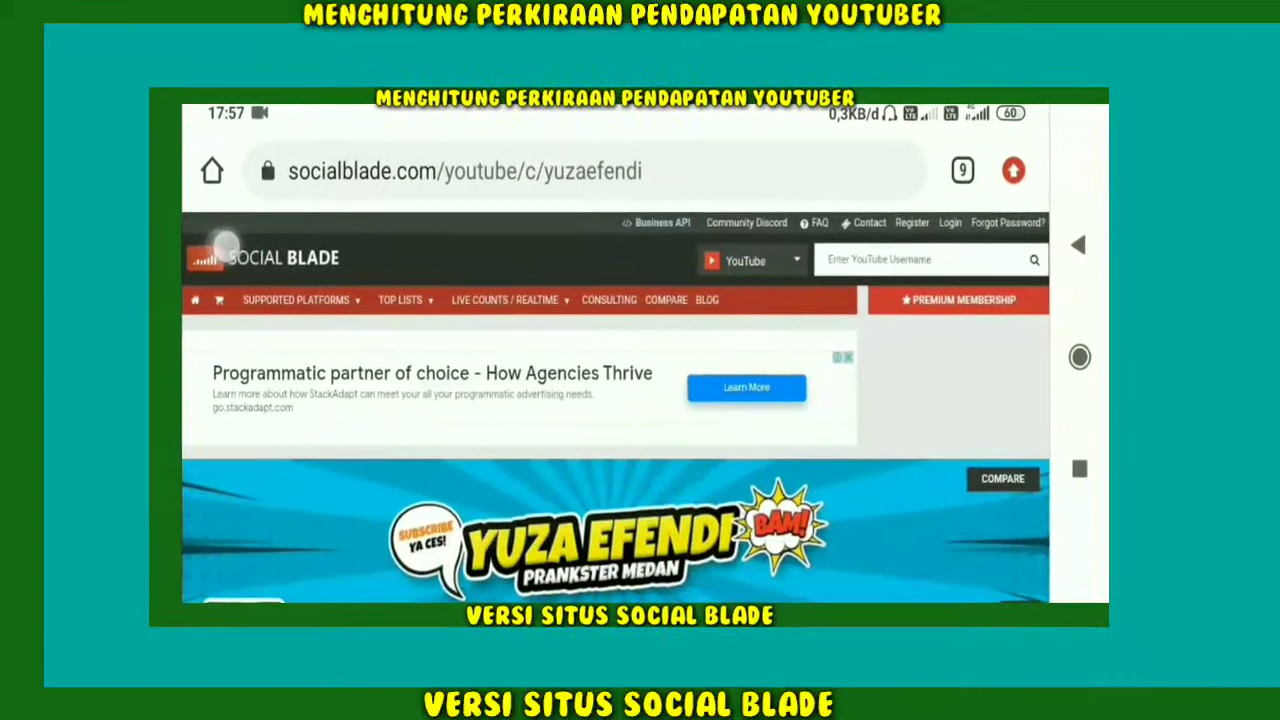 MENGHITUNG PERKIRAAN PENDAPATAN YOUTUBER
MENGHITUNG PERKIRAAN PENDAPATAN YOUTUBER
17:57 0,3KB/d 4G 60
socialblade.com/youtube/c/yuzaefendi 9
Business API Community Discord FAQ Contact Register Login Forgot Password?
SOCIAL BLADE YouTube Enter YouTube Username
SUPPORTED PLATFORMS TOP LISTS LIVE COUNTS / REALTIME CONSULTING COMPARE BLOG PREMIUM MEMBERSHIP
Programmatic partner of choice - How Agencies Thrive
Learn more about how StackAdapt can meet your all your programmatic advertising needs.
go.stackadapt.com
Learn More
COMPARE
SUBSCRIBE
YA CES!
YUZA EFENDI
BAM!
PRANKSTER MEDAN
VERSI SITUS SOCIAL BLADE
VERSI SITUS SOCIAL BLADE